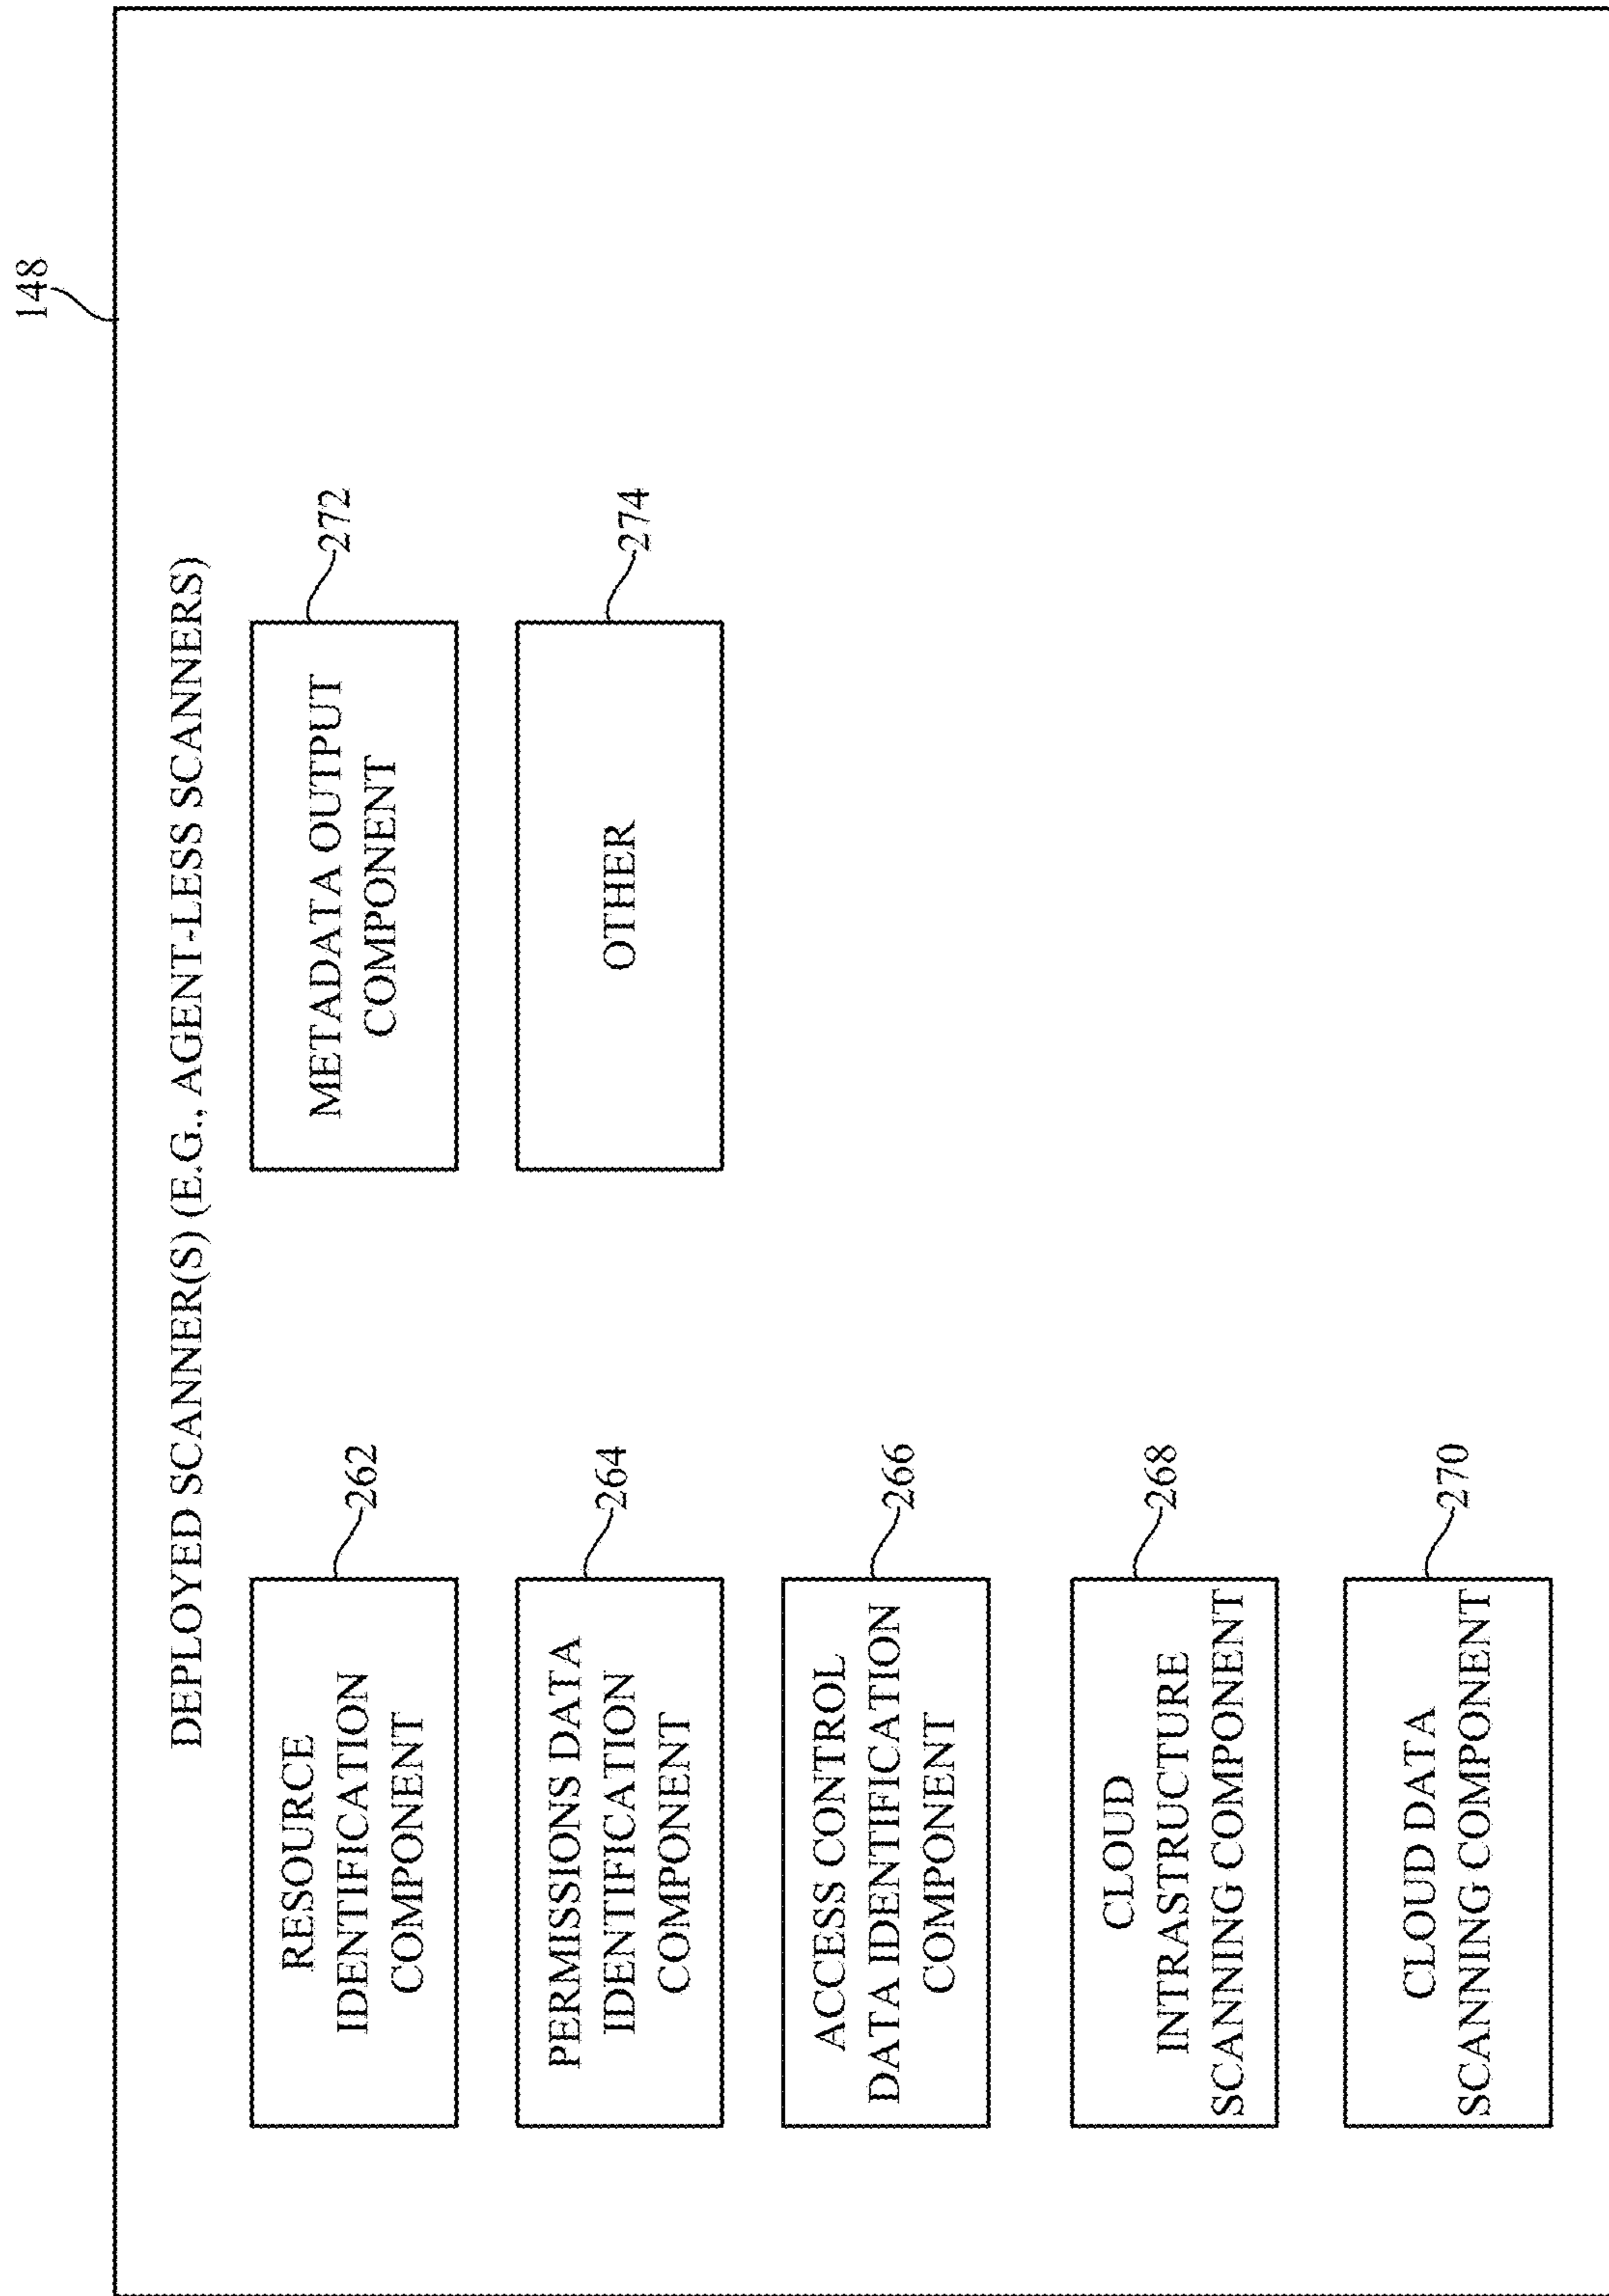 148
DEPLOYED SCANNER(S) (E.G., AGENT-LESS SCANNERS)
RESOURCE
IDENTIFICATION
COMPONENT
262
PERMISSIONS DATA
IDENTIFICATION
COMPONENT
264
ACCESS CONTROL
DATA IDENTIFICATION
COMPONENT
266
CLOUD
INTRASTRUCTURE
SCANNING COMPONENT
268
CLOUD DATA
SCANNING COMPONENT
270
METADATA OUTPUT
COMPONENT
272
OTHER
274